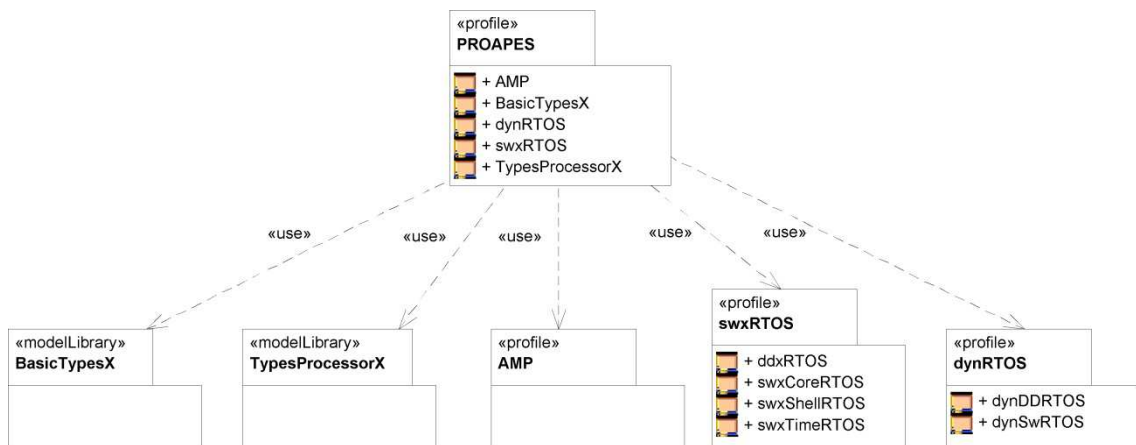 «profile»
PROAPES
+ AMP
+ BasicTypesX
+ dynRTOS
+ swxRTOS
+ TypesProcessorX
«use»
«use»
«use»
«use»
«use»
«modelLibrary»
BasicTypesX
«modelLibrary»
TypesProcessorX
«profile»
AMP
«profile»
swxRTOS
+ ddxRTOS
+ swxCoreRTOS
+ swxShellRTOS
+ swxTimeRTOS
«profile»
dynRTOS
+ dynDDRTOS
+ dynSwRTOS